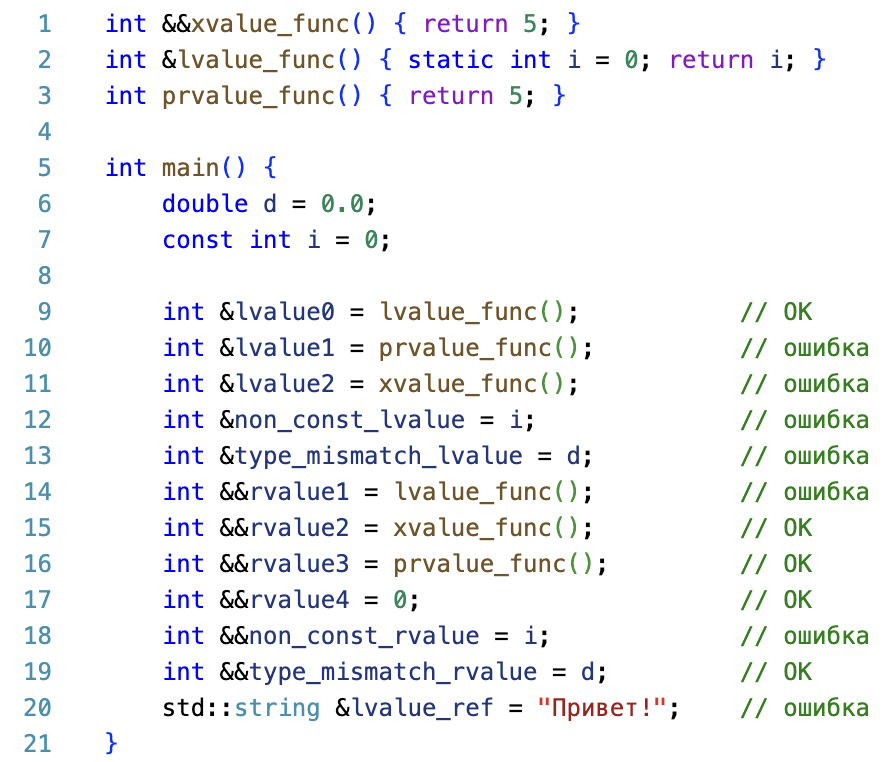 1 int &&xvalue_func() { return 5; }
2 int &lvalue_func() { static int i = 0; return i; }
3 int prvalue_func() { return 5; }
4
5 int main() {
6 double d = 0.0;
7 const int i = 0;
8
9 int &lvalue0 = lvalue_func(); // OK
10 int &lvalue1 = prvalue_func(); // ошибка
11 int &lvalue2 = xvalue_func(); // ошибка
12 int &non_const_lvalue = i; // ошибка
13 int &type_mismatch_lvalue = d; // ошибка
14 int &&rvalue1 = lvalue_func(); // ошибка
15 int &&rvalue2 = xvalue_func(); // OK
16 int &&rvalue3 = prvalue_func(); // OK
17 int &&rvalue4 = 0; // OK
18 int &&non_const_rvalue = i; // ошибка
19 int &&type_mismatch_rvalue = d; // OK
20 std::string &lvalue_ref = "Привет!"; // ошибка
21 }